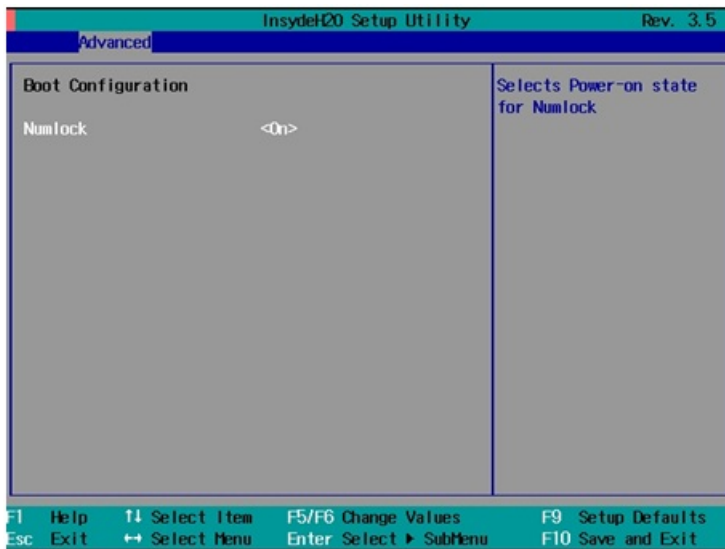 InsydeH20 Setup Utility Rev. 3.5
Advanced
Boot Configuration
Numlock <On>
Selects Power-on state
for Numlock
F1 Help ↑↓ Select Item F5/F6 Change Values F9 Setup Defaults
Esc Exit ↔ Select Menu Enter Select ▶ SubMenu F10 Save and Exit